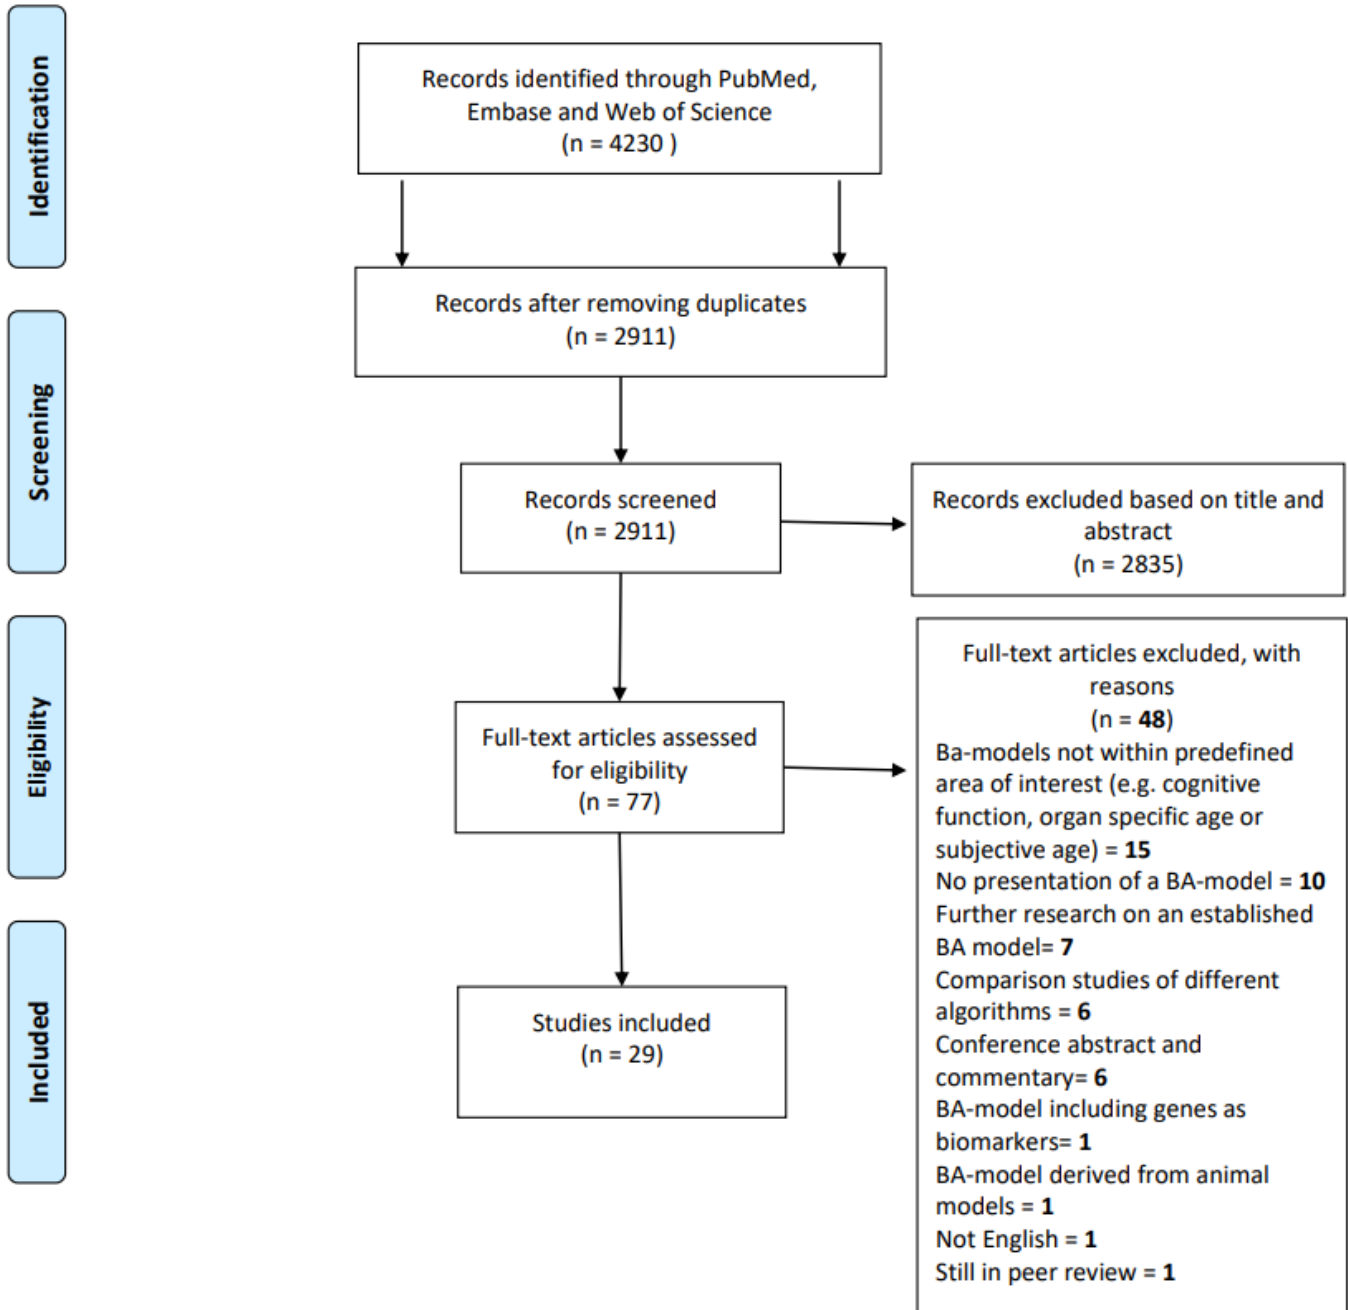 Identification
Records identified through PubMed,
Embase and Web of Science
(n = 4230 )
Records after removing duplicates
(n = 2911)
Screening
Records screened
(n = 2911)
Records excluded based on title and
abstract
(n = 2835)
Eligibility
Full-text articles assessed
for eligibility
(n = 77)
Full-text articles excluded, with
reasons
(n = 48)
Ba-models not within predefined
area of interest (e.g. cognitive
function, organ specific age or
subjective age) = 15
No presentation of a BA-model = 10
Further research on an established
BA model= 7
Comparison studies of different
algorithms = 6
Conference abstract and
commentary= 6
BA-model including genes as
biomarkers= 1
BA-model derived from animal
models = 1
Not English = 1
Still in peer review = 1
Included
Studies included
(n = 29)